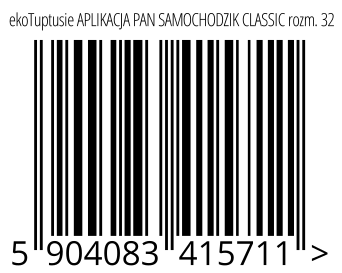 ekoTuptusie APLIKACJA PAN SAMOCHODZIK CLASSIC rozm. 32
5 904083 415711 >